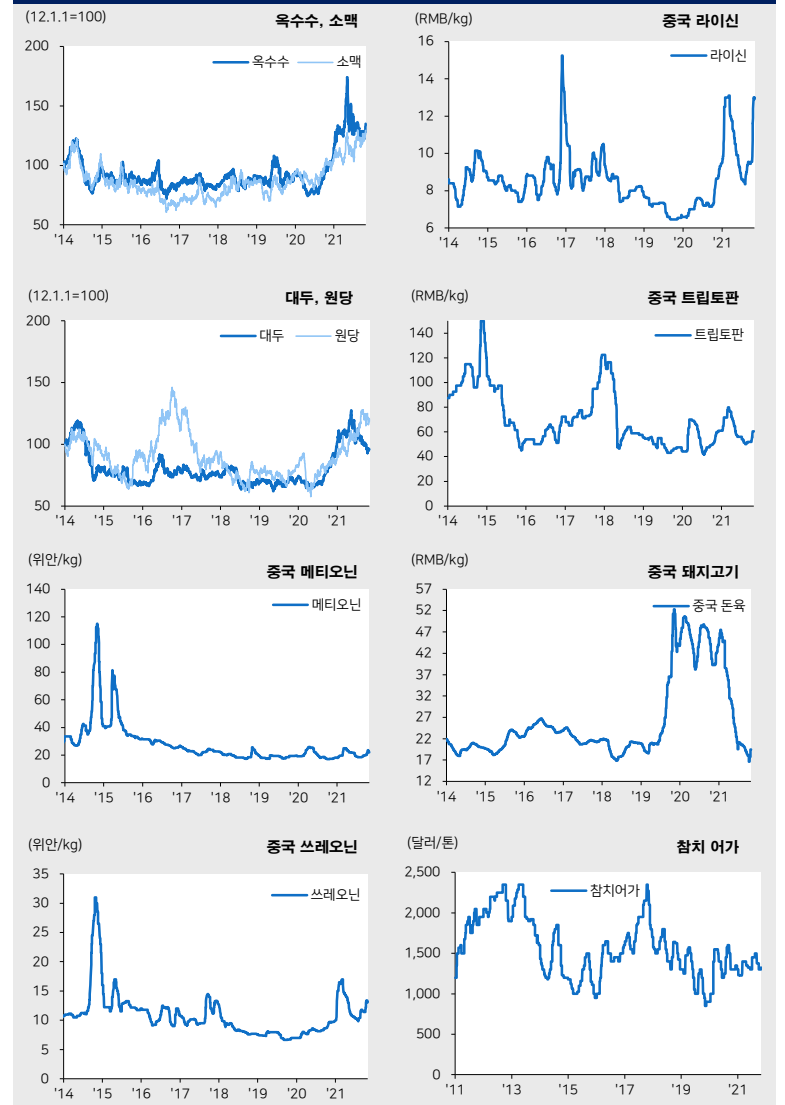 (12.1.1=100) 옥수수, 소맥
옥수수 소맥
200
150
100
50
'14 '15 '16 '17 '18 '19 '20 '21
(RMB/kg) 중국 라이신
라이신
16
14
12
10
8
6
'14 '15 '16 '17 '18 '19 '20 '21
(12.1.1=100) 대두, 원당
대두 원당
200
150
100
50
'14 '15 '16 '17 '18 '19 '20 '21
(RMB/kg) 중국 트립토판
트립토판
140
120
100
80
60
40
20
0
'14 '15 '16 '17 '18 '19 '20 '21
(위안/kg) 중국 메티오닌
메티오닌
140
120
100
80
60
40
20
0
'14 '15 '16 '17 '18 '19 '20 '21
(RMB/kg) 중국 돼지고기
중국 돈육
57
52
47
42
37
32
27
22
17
12
'14 '15 '16 '17 '18 '19 '20 '21
(위안/kg) 중국 쓰레오닌
쓰레오닌
35
30
25
20
15
10
5
0
'14 '15 '16 '17 '18 '19 '20 '21
(달러/톤) 참치 어가
참치어가
2,500
2,000
1,500
1,000
500
0
'11 '13 '15 '17 '19 '21